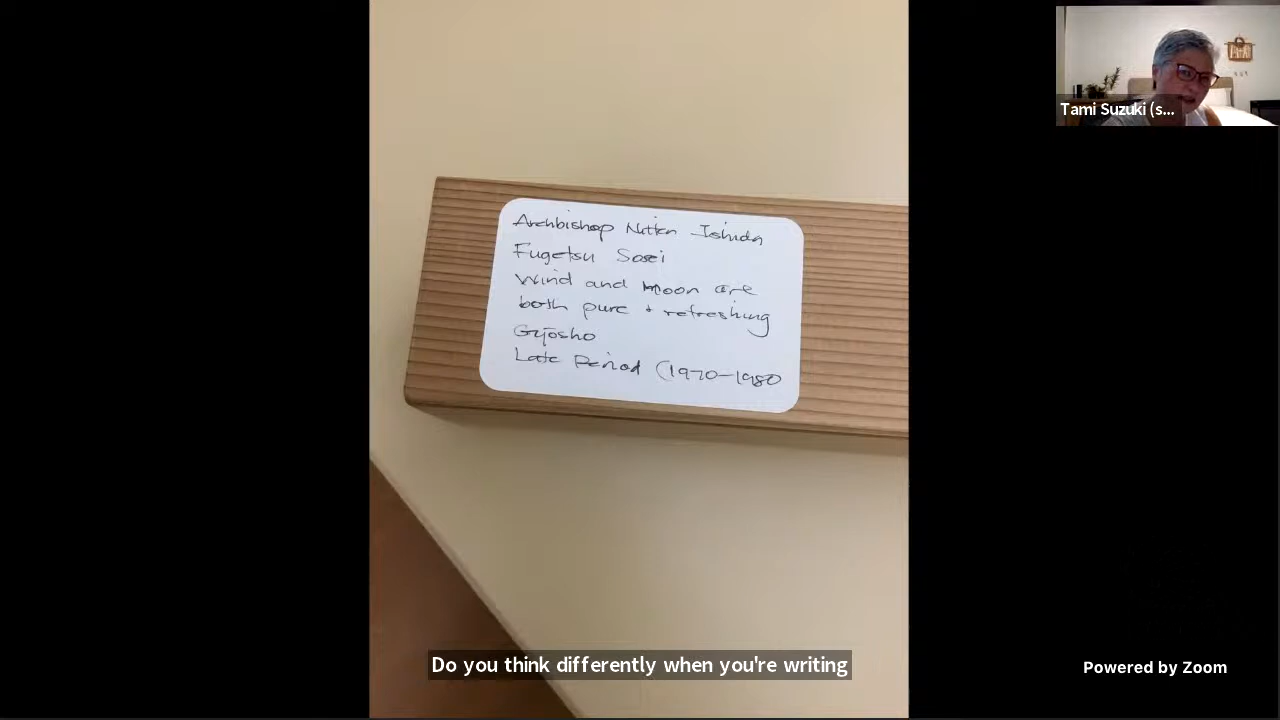 Tami Suzuki (s...
Archbishop Nitten Ishida
Fugetsu Sosei
Wind and Moon are
both pure + refreshing
Gyōsho
Late Period (1970-1980
Do you think differently when you're writing
Powered by Zoom